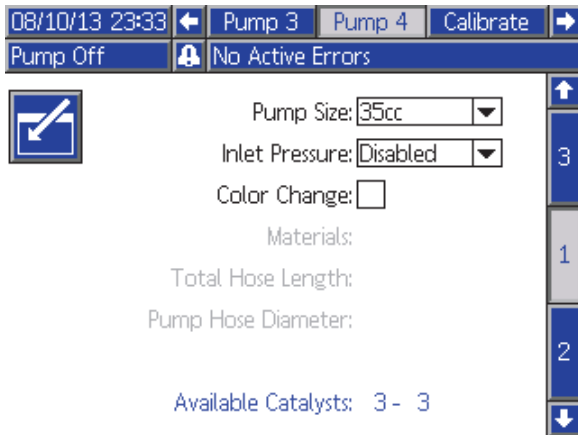 08/10/13 23:33 Pump 3 Pump 4 Calibrate
Pump Off No Active Errors
Pump Size: 35cc
Inlet Pressure: Disabled
3
Color Change:
Materials:
1
Total Hose Length:
Pump Hose Diameter:
2
Available Catalysts: 3 - 3